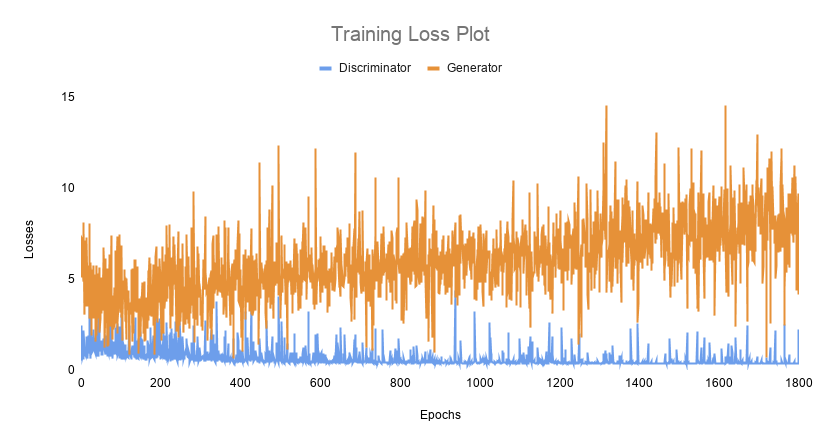 Training Loss Plot
Discriminator Generator
15
10
5
0
Losses
0 200 400 600 800 1000 1200 1400 1600 1800
Epochs